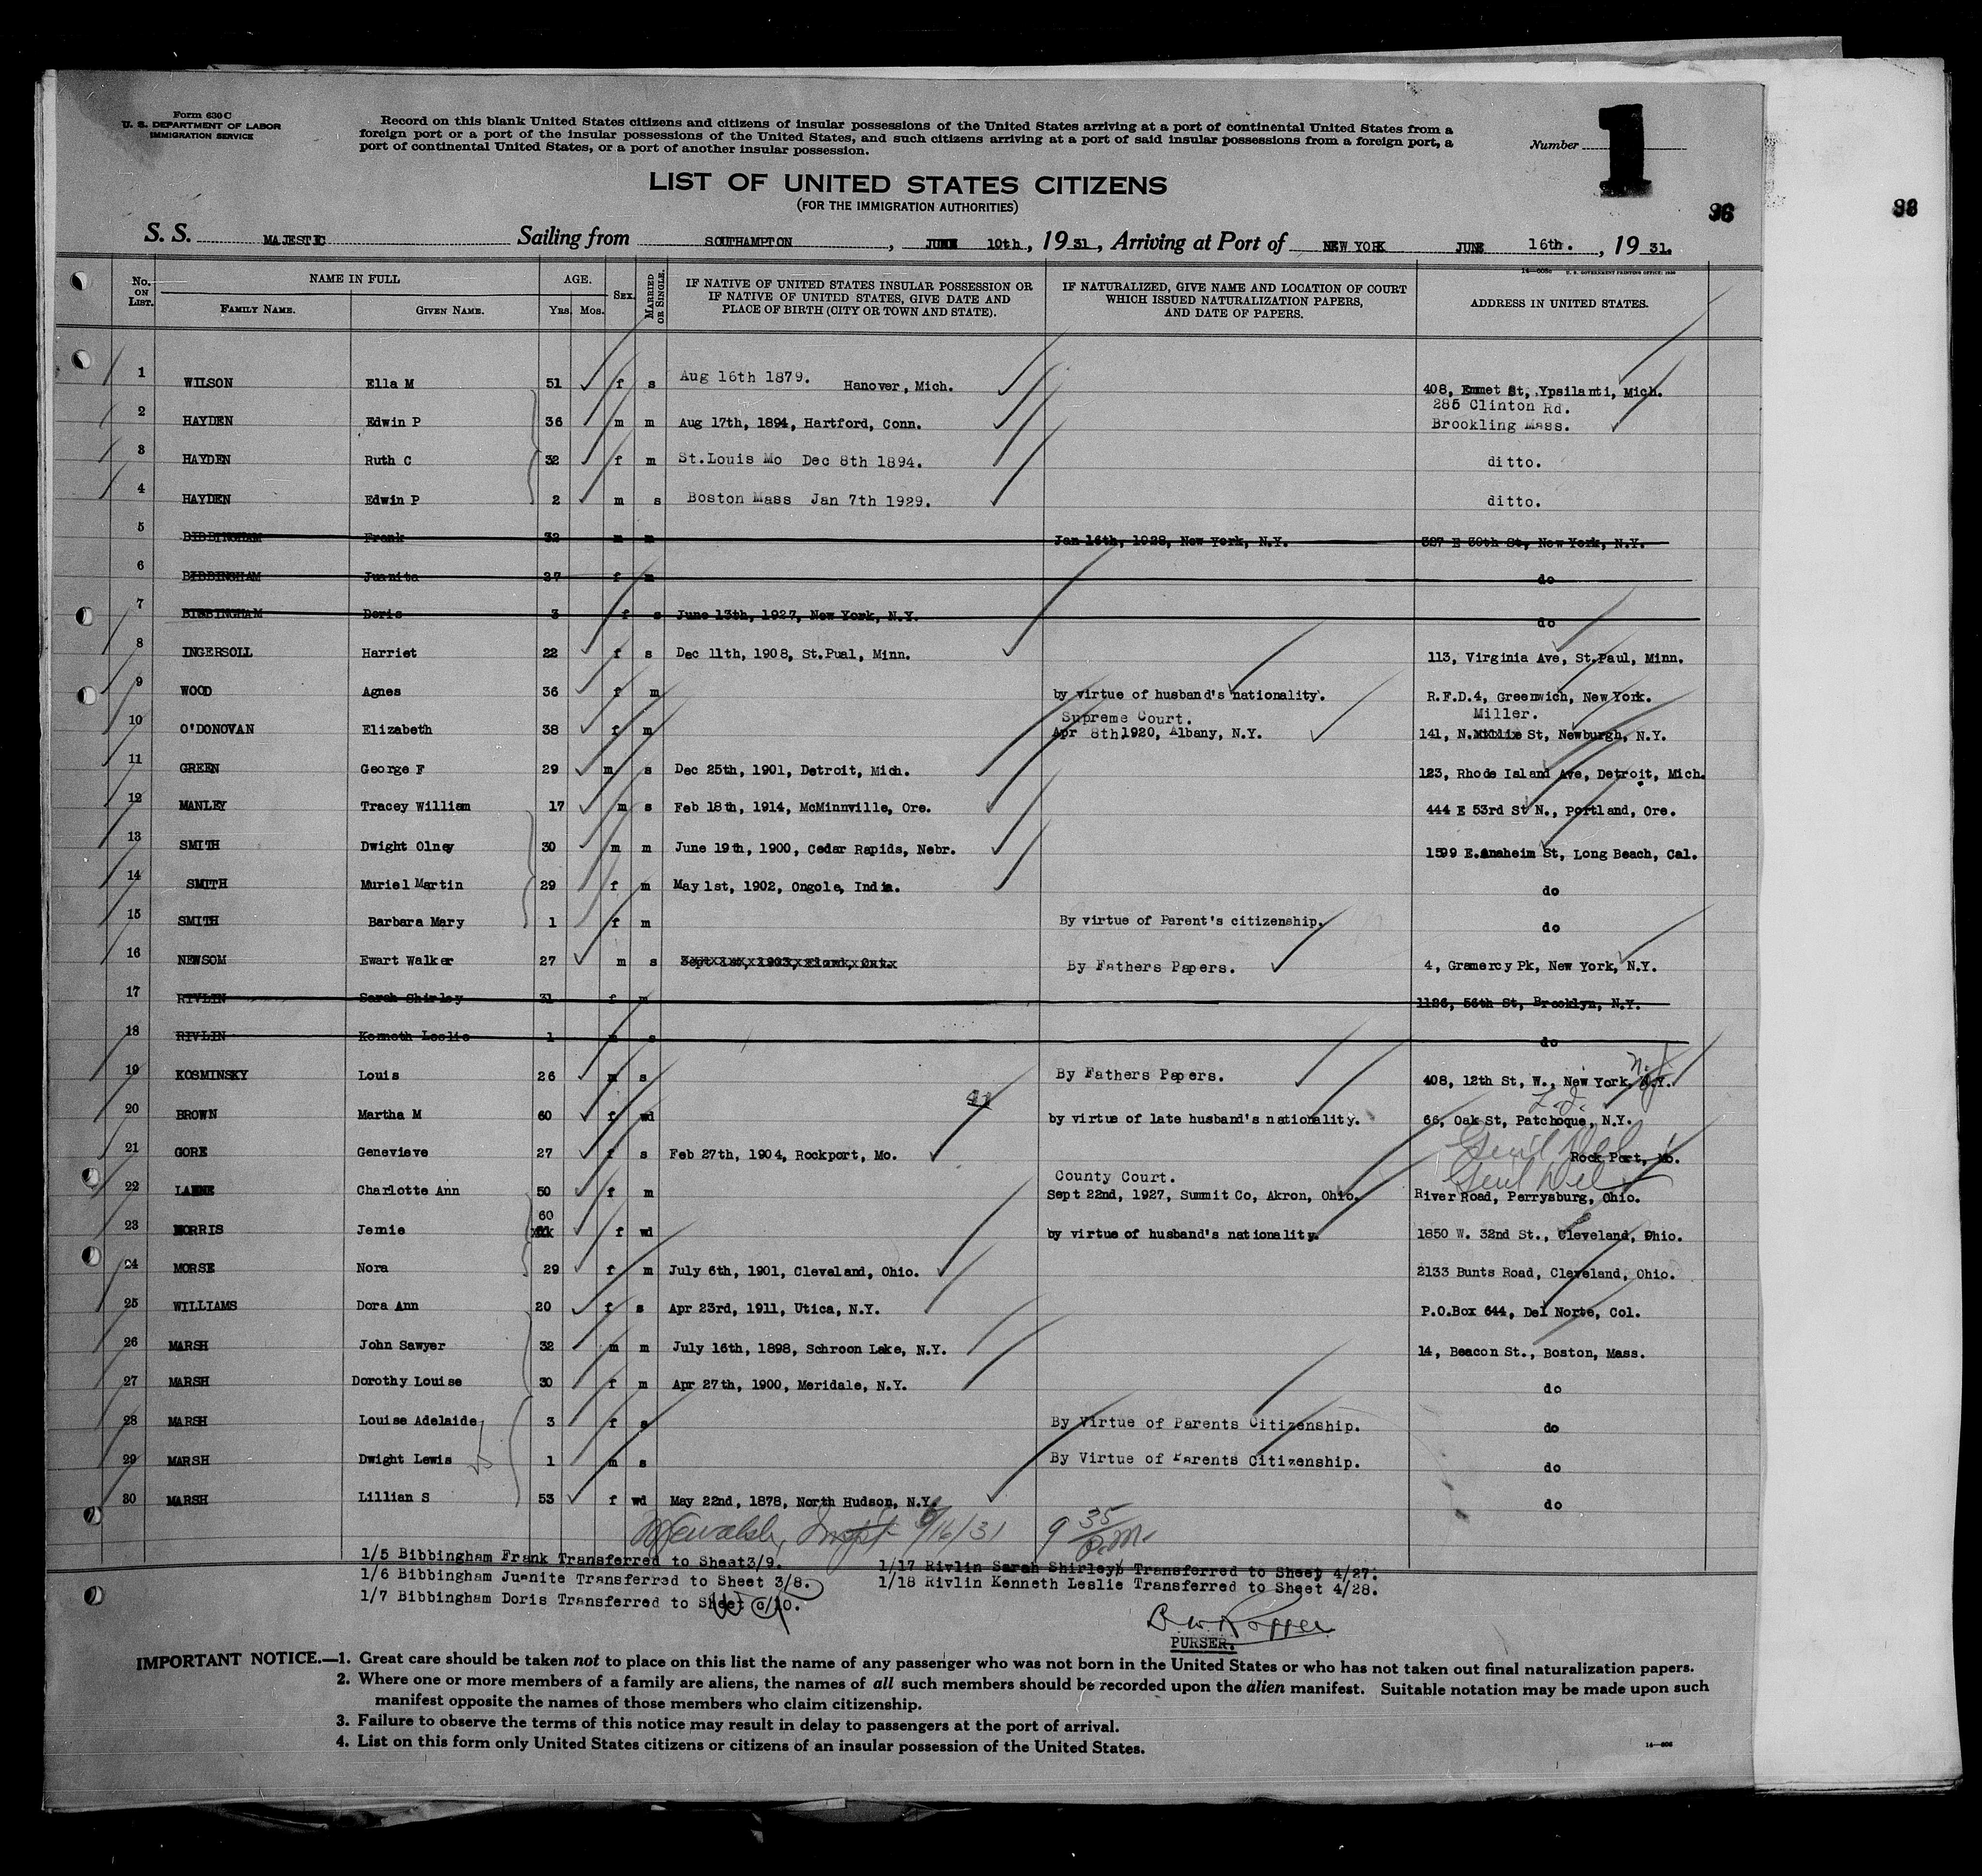 Form 630 C
U. S. DEPARTMENT OF LABOR
IMMIGRATION SERVICE
Record on this blank United States citizens and citizens of insular possessions of the United States arriving at a port of continental United States from a
foreign port or a port of the insular possessions of the United States, and such citizens arriving at a port of said insular possessions from a foreign port, a
port of continental United States, or a port of another insular possession.
Number 1
LIST OF UNITED STATES CITIZENS
(FOR THE IMMIGRATION AUTHORITIES)
36
S. S. MAJESTIC Sailing from SOUTHAMPTON, JUNE 10th, 1931, Arriving at Port of NEW YORK JUNE 16th., 1931.
No. ON LIST. NAME IN FULL FAMILY NAME. GIVEN NAME. AGE. Yrs. Mos. SEX. MARRIED OR SINGLE. IF NATIVE OF UNITED STATES INSULAR POSSESSION OR IF NATIVE OF UNITED STATES, GIVE DATE AND PLACE OF BIRTH (CITY OR TOWN AND STATE). IF NATURALIZED, GIVE NAME AND LOCATION OF COURT WHICH ISSUED NATURALIZATION PAPERS, AND DATE OF PAPERS. ADDRESS IN UNITED STATES.
1 WILSON Ella M 51 f s Aug 16th 1879. Hanover, Mich. 408, Emmet St, Ypsilanti, Mich.
2 HAYDEN Edwin P 36 m m Aug 17th, 1894, Hartford, Conn. 285 Clinton Rd. Brookling Mass.
3 HAYDEN Ruth C 32 f m St.Louis Mo Dec 8th 1894. ditto.
4 HAYDEN Edwin P 2 m s Boston Mass Jan 7th 1929. ditto.
5 BIBBINGHAM Frank 32 m m Jan 16th, 1928, New York, N.Y. 327 E 30th St, New York, N.Y.
6 BIBBINGHAM Juanita 27 f m do
7 BIBBINGHAM Doris 3 f s June 13th, 1927, New York, N.Y. do
8 INGERSOLL Harriet 22 f s Dec 11th, 1908, St.Pual, Minn. 113, Virginia Ave, St.Paul, Minn.
9 WOOD Agnes 36 f m by virtue of husband's nationality. R.F.D.4, Greenwich, New York.
10 O'DONOVAN Elizabeth 38 f m Supreme Court. Apr 8th 1920, Albany, N.Y. Miller. 141, N. St, Newburgh, N.Y.
11 GREEN George F 29 m s Dec 25th, 1901, Detroit, Mich. 123, Rhode Island Ave, Detroit, Mich.
12 MANLEY Tracey William 17 m s Feb 18th, 1914, McMinnville, Ore. 444 E 53rd St N., Portland, Ore.
13 SMITH Dwight Olney 30 m m June 19th, 1900, Cedar Rapids, Nebr. 1599 E.Anaheim St, Long Beach, Cal.
14 SMITH Muriel Martin 29 f m May 1st, 1902, Ongole, India. do
15 SMITH Barbara Mary 1 f m By virtue of Parent's citizenship. do
16 NEWSOM Ewart Walker 27 m s By Fathers Papers. 4, Gramercy Pk, New York, N.Y.
17 RIVLIN Sarah Shirley 31 f m 1126, 56th St, Brooklyn, N.Y.
18 RIVLIN Kenneth Leslie 1 m s do
19 KOSMINSKY Louis 26 m s By Fathers Papers. 408, 12th St, W., New York, N.Y. N.J.
20 BROWN Martha M 60 f wd by virtue of late husband's nationality. L.I. 66, Oak St, Patchoque, N.Y.
21 GORE Genevieve 27 f s Feb 27th, 1904, Rockport, Mo. Genil Del Rock Port, Mo.
22 LANNE Charlotte Ann 50 f m County Court. Sept 22nd, 1927, Summit Co, Akron, Ohio. Genil Del River Road, Perrysburg, Ohio.
23 MORRIS Jemie 60 f wd by virtue of husband's nationality. 1850 W. 32nd St., Cleveland, Ohio.
24 MORSE Nora 29 f m July 6th, 1901, Cleveland, Ohio. 2133 Bunts Road, Cleveland, Ohio.
25 WILLIAMS Dora Ann 20 f s Apr 23rd, 1911, Utica, N.Y. P.O.Box 644, Del Norte, Col.
26 MARSH John Sawyer 32 m m July 16th, 1898, Schroon Lake, N.Y. 14, Beacon St., Boston, Mass.
27 MARSH Dorothy Louise 30 f m Apr 27th, 1900, Meridale, N.Y. do
28 MARSH Louise Adelaide 3 f s By Virtue of Parents Citizenship. do
29 MARSH Dwight Lewis 1 m s By Virtue of Parents Citizenship. do
30 MARSH Lillian S 53 f wd May 22nd, 1878, North Hudson, N.Y. do
6/16/31 9 35 P.M.
1/5 Bibbingham Frank Transferred to Sheet3/9. 1/17 Rivlin Sarah Shirley Transferred to Sheet 4/27.
1/6 Bibbingham Juanite Transferred to Sheet 3/8. 1/18 Rivlin Kenneth Leslie Transferred to Sheet 4/28.
1/7 Bibbingham Doris Transferred to Sheet /10.
PURSER.
IMPORTANT NOTICE.—1. Great care should be taken not to place on this list the name of any passenger who was not born in the United States or who has not taken out final naturalization papers.
2. Where one or more members of a family are aliens, the names of all such members should be recorded upon the alien manifest. Suitable notation may be made upon such
manifest opposite the names of those members who claim citizenship.
3. Failure to observe the terms of this notice may result in delay to passengers at the port of arrival.
4. List on this form only United States citizens or citizens of an insular possession of the United States.